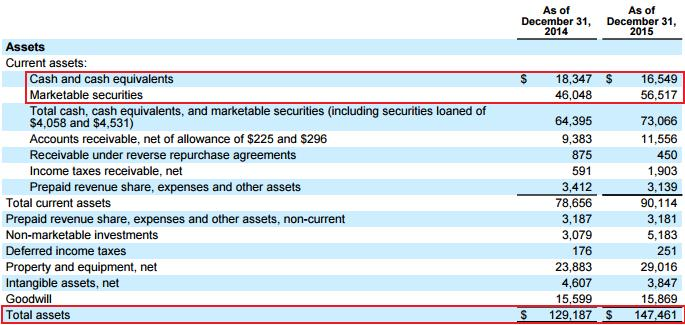 As of As of
December 31, December 31,
2014 2015
Assets
Current assets:
Cash and cash equivalents $ 18,347 $ 16,549
Marketable securities 46,048 56,517
Total cash, cash equivalents, and marketable securities (including securities loaned of
$4,058 and $4,531) 64,395 73,066
Accounts receivable, net of allowance of $225 and $296 9,383 11,556
Receivable under reverse repurchase agreements 875 450
Income taxes receivable, net 591 1,903
Prepaid revenue share, expenses and other assets 3,412 3,139
Total current assets 78,656 90,114
Prepaid revenue share, expenses and other assets, non-current 3,187 3,181
Non-marketable investments 3,079 5,183
Deferred income taxes 176 251
Property and equipment, net 23,883 29,016
Intangible assets, net 4,607 3,847
Goodwill 15,599 15,869
Total assets $ 129,187 $ 147,461